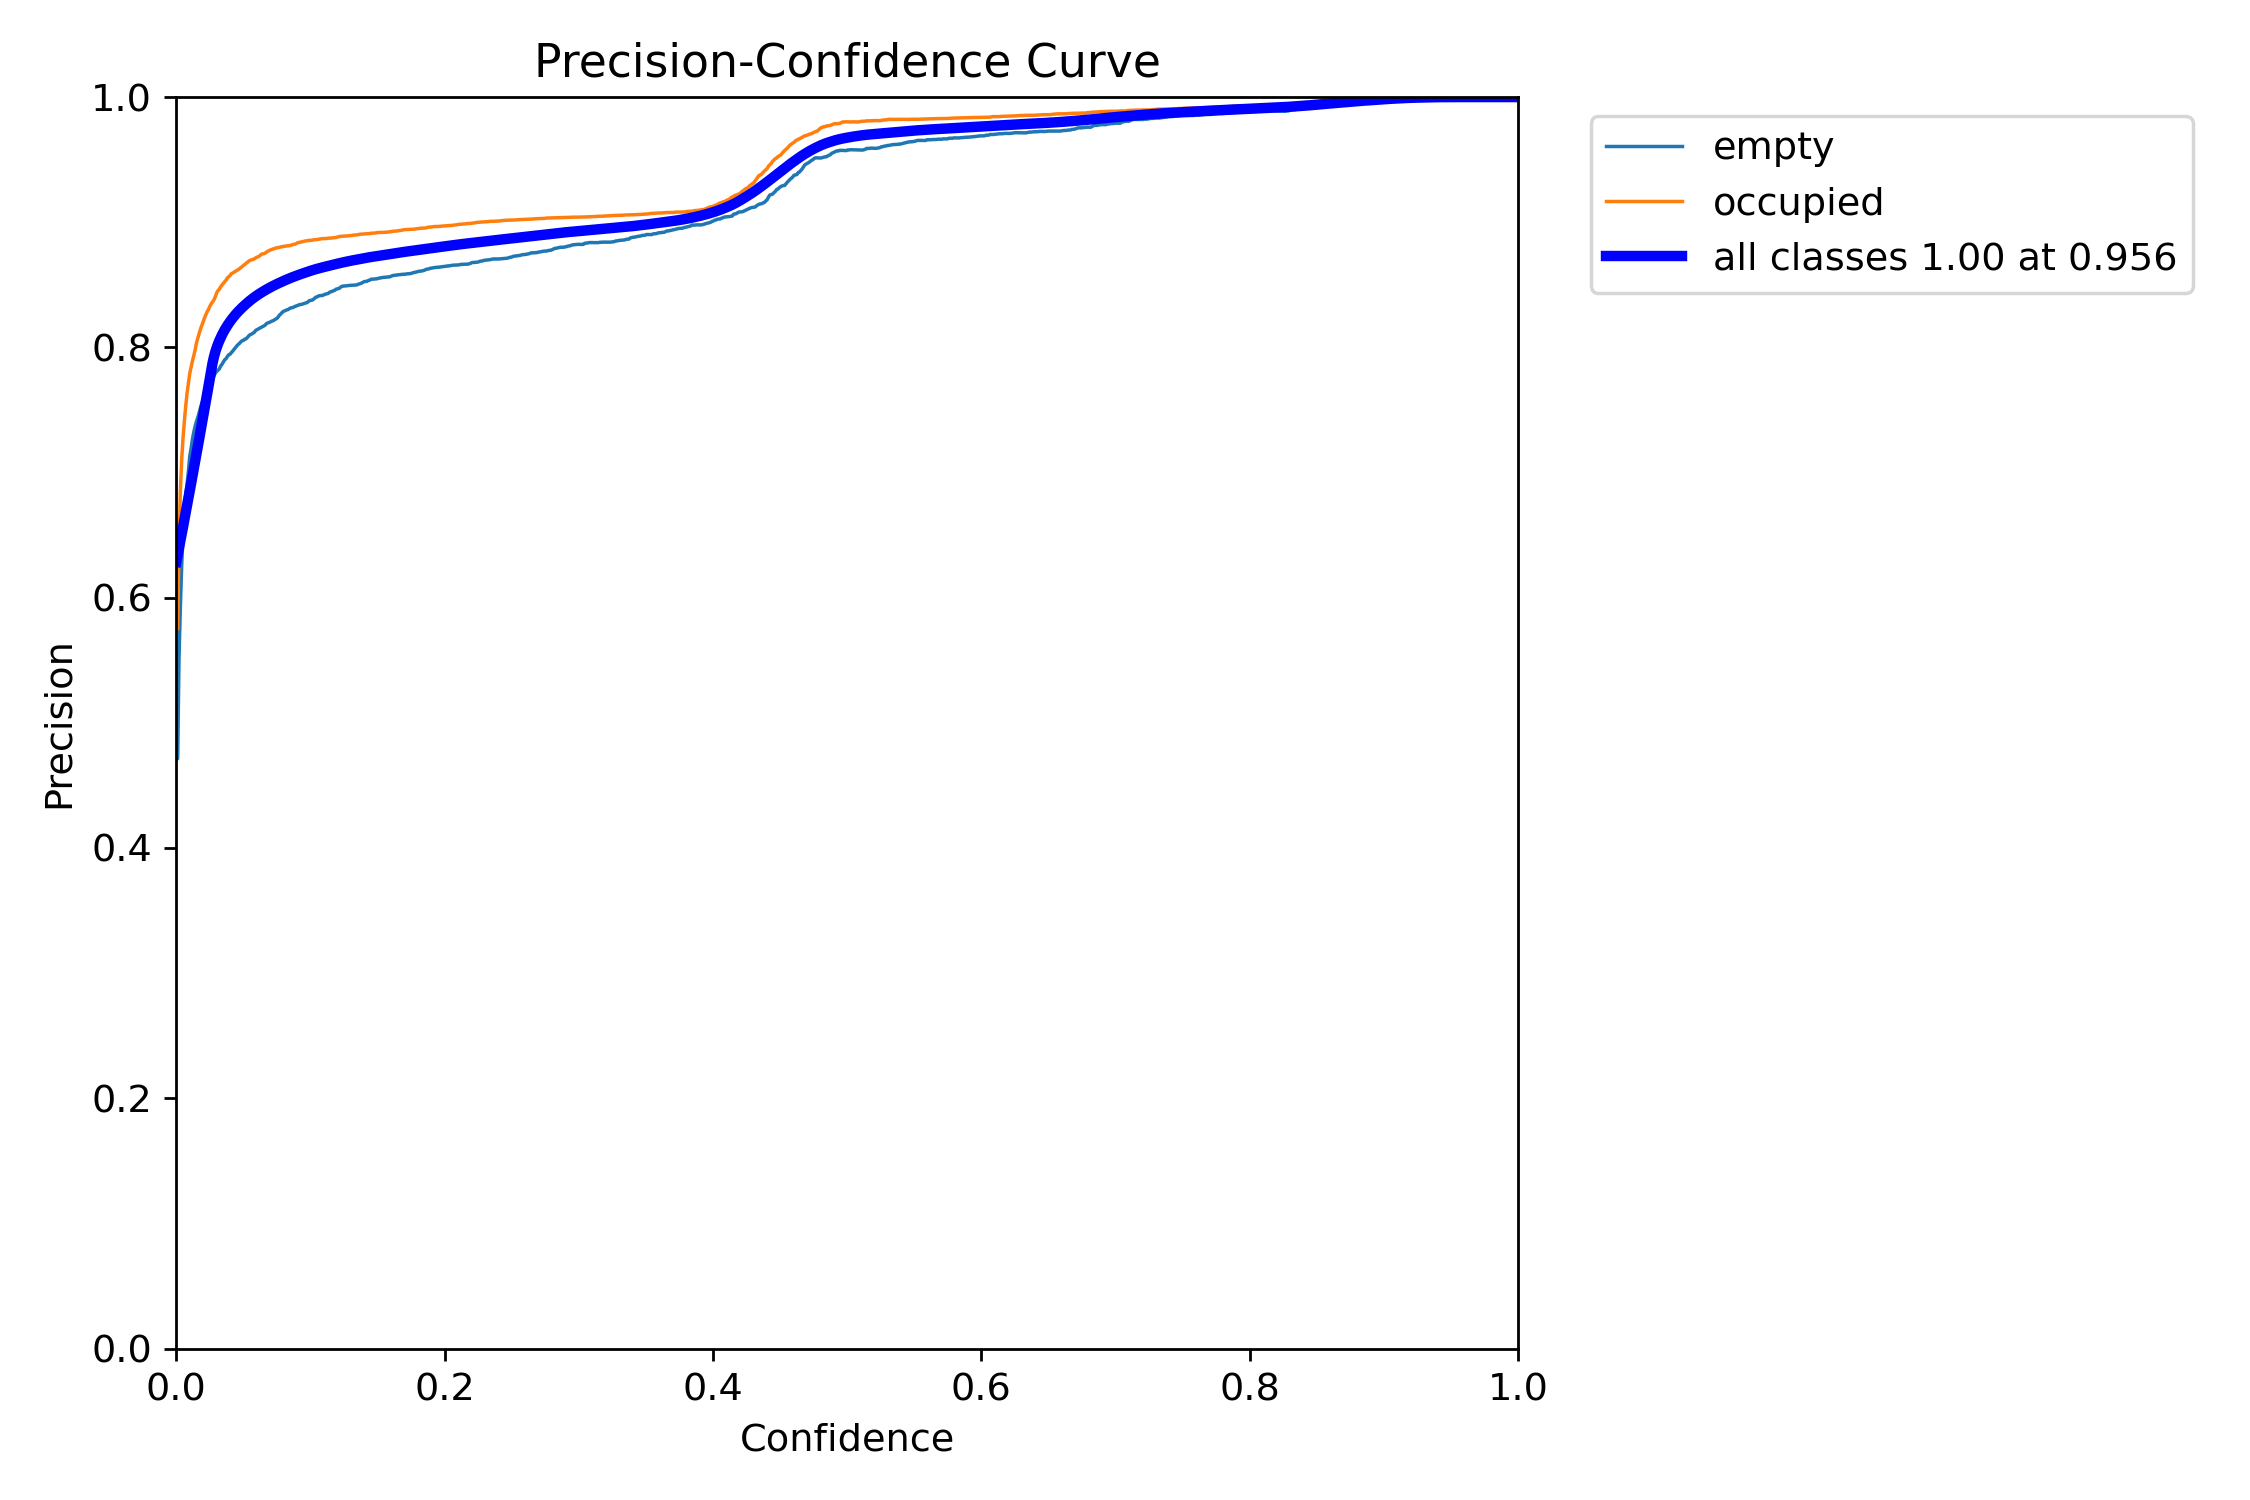 Precision-Confidence Curve
1.0
0.8
0.6
0.4
0.2
0.0
Precision
0.0 0.2 0.4 0.6 0.8 1.0
Confidence
empty
occupied
all classes 1.00 at 0.956